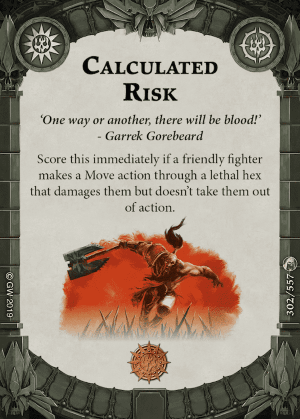 CALCULATED
RISK
‘One way or another, there will be blood!’
- Garrek Gorebeard
Score this immediately if a friendly fighter
makes a Move action through a lethal hex
that damages them but doesn’t take them out
of action.
© GW 2019
302/557